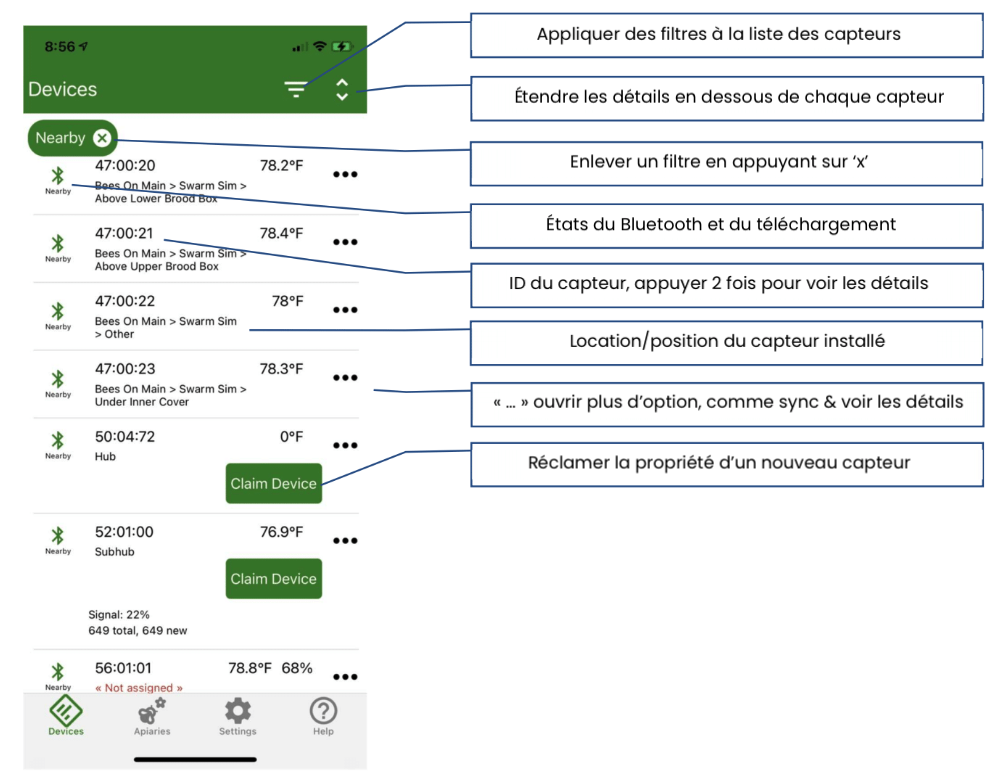 8:56
Devices
Nearby
47:00:20 78.2°F
Nearby
Bees On Main > Swarm Sim >
Above Lower Brood Box
47:00:21 78.4°F
Nearby
Bees On Main > Swarm Sim >
Above Upper Brood Box
47:00:22 78°F
Nearby
Bees On Main > Swarm Sim
> Other
47:00:23 78.3°F
Nearby
Bees On Main > Swarm Sim >
Under Inner Cover
50:04:72 0°F
Nearby
Hub
Claim Device
52:01:00 76.9°F
Nearby
Subhub
Claim Device
Signal: 22%
649 total, 649 new
56:01:01 78.8°F 68%
Nearby
« Not assigned »
Devices Apiaries Settings Help
Appliquer des filtres à la liste des capteurs
Étendre les détails en dessous de chaque capteur
Enlever un filtre en appuyant sur ‘x’
États du Bluetooth et du téléchargement
ID du capteur, appuyer 2 fois pour voir les détails
Location/position du capteur installé
« … » ouvrir plus d’option, comme sync & voir les détails
Réclamer la propriété d’un nouveau capteur